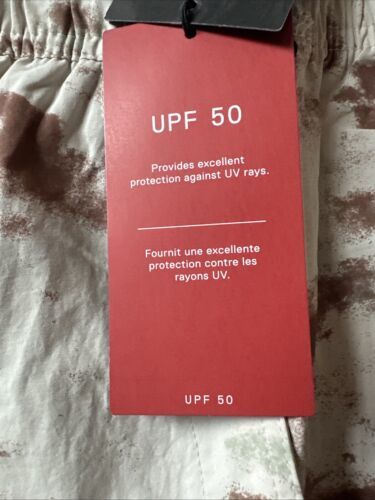 UPF 50
Provides excellent
protection against UV rays.
Fournit une excellente
protection contre les
rayons UV.
UPF 50